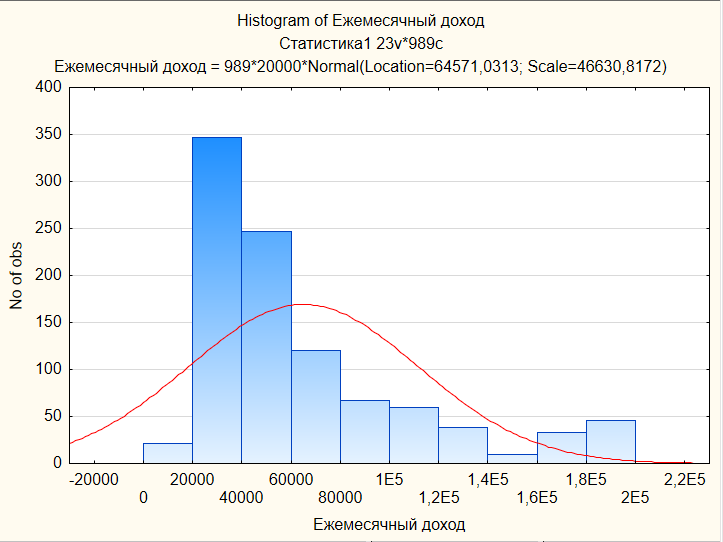 Histogram of Ежемесячный доход
Статистика1 23v*989c
Ежемесячный доход = 989*20000*Normal(Location=64571,0313; Scale=46630,8172)
400
350
300
250
200
150
100
50
0
No of obs
-20000 20000 60000 1E5 1,4E5 1,8E5 2,2E5
0 40000 80000 1,2E5 1,6E5 2E5
Ежемесячный доход